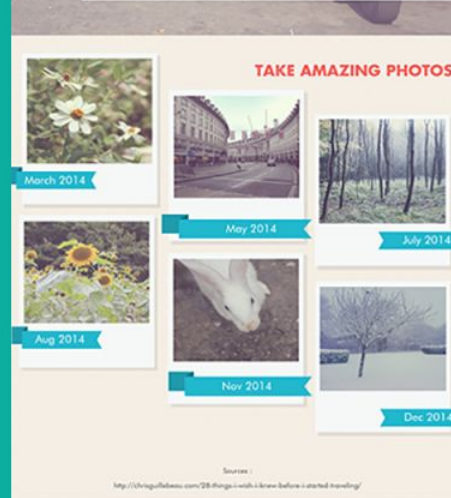 TAKE AMAZING PHOTOS
March 2014
May 2014
July 2014
Aug 2014
Nov 2014
Dec 2014
Sources :
http://chrisguillebeau.com/28-things-i-wish-i-knew-before-i-started-traveling/